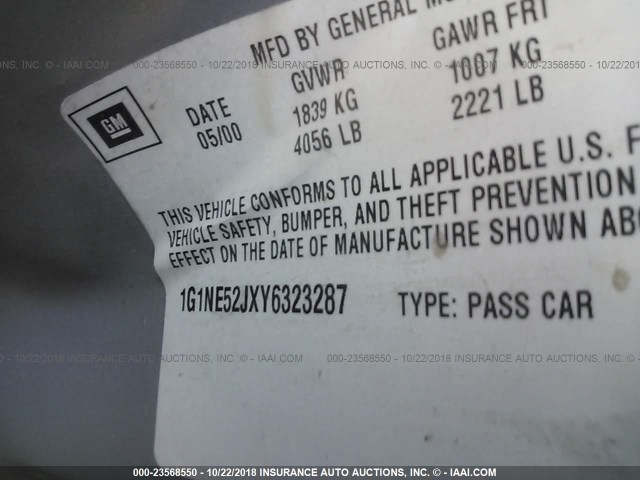 MFD BY GENERAL
GVWR GAWR FRT
DATE 1839 KG 1007 KG
05/00 4056 LB 2221 LB
GM
THIS VEHICLE CONFORMS TO ALL APPLICABLE U.S. F
VEHICLE SAFETY, BUMPER, AND THEFT PREVENTION
EFFECT ON THE DATE OF MANUFACTURE SHOWN ABO
1G1NE52JXY6323287 TYPE: PASS CAR
000-23568550 - 10/22/2018 INSURANCE AUTO AUCTIONS - IAAI.COM